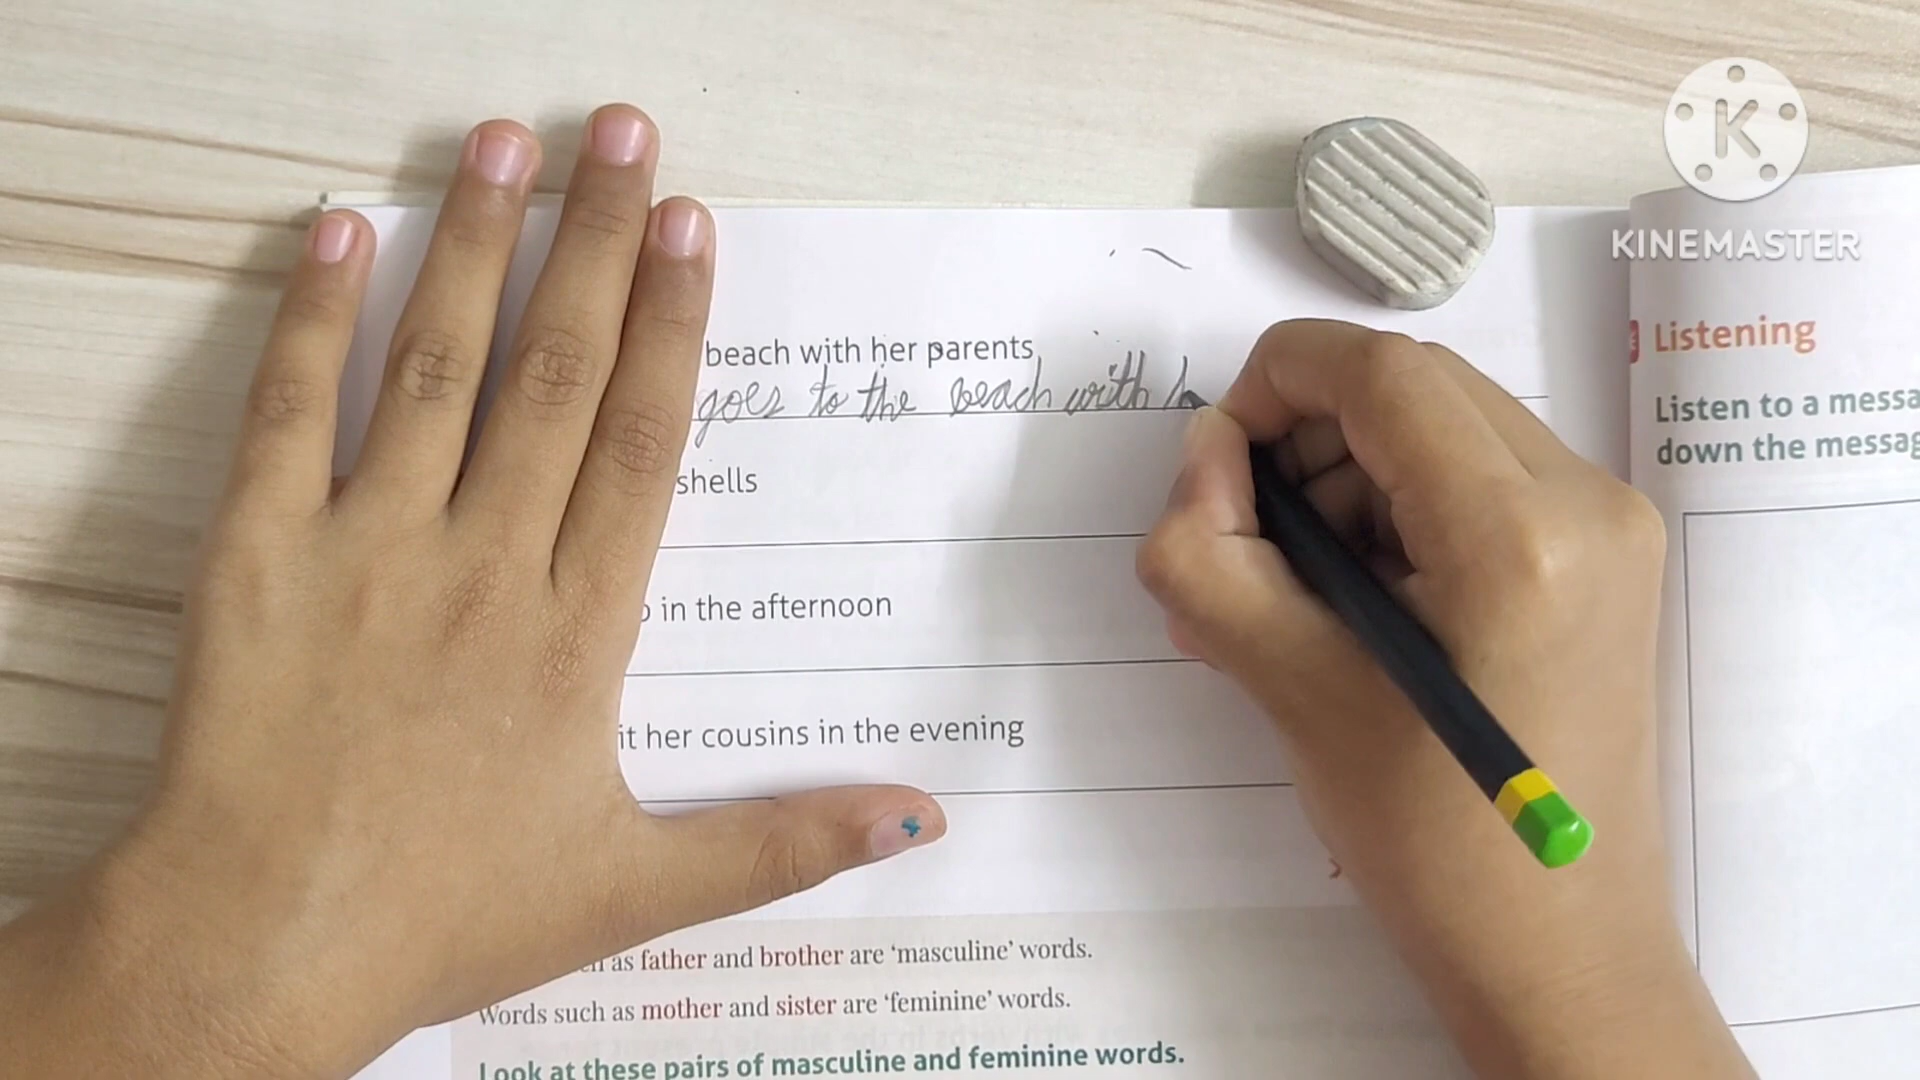 KINEMASTER
beach with her parents
goes to the beach with
shells
in the afternoon
her cousins in the evening
as father and brother are ‘masculine’ words.
Words such as mother and sister are ‘feminine’ words.
Look at these pairs of masculine and feminine words.
Listening
Listen to a messa
down the messag